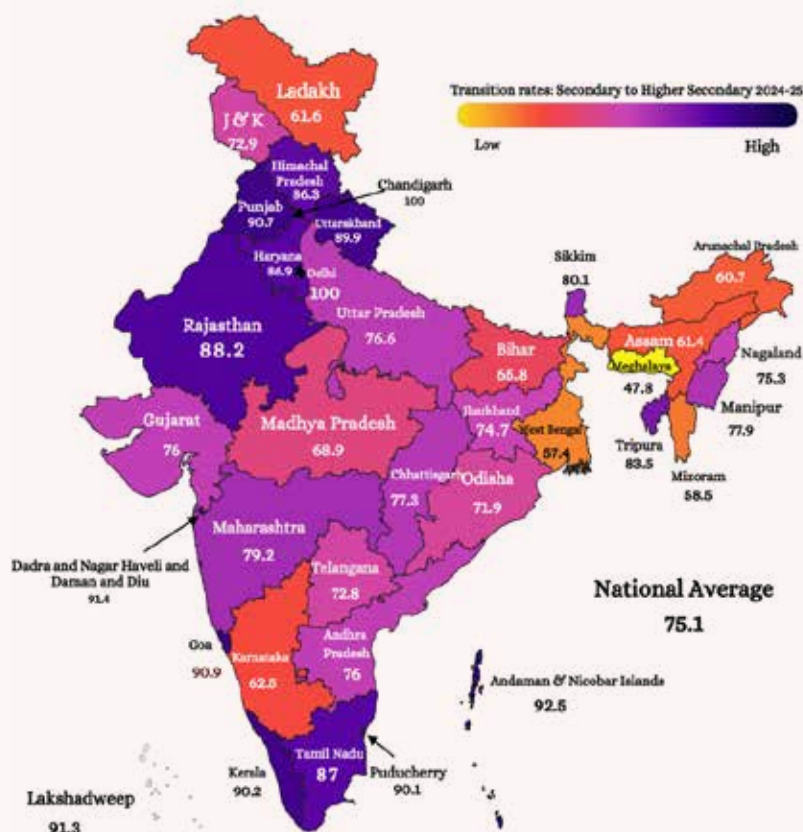 Transition rates: Secondary to Higher Secondary 2024-25
Low
High
Ladakh
61.6
J & K
72.9
Himachal
Pradesh
86.3
Chandigarh
100
Punjab
90.7
Uttarakhand
89.9
Haryana
86.9
Delhi
100
Rajasthan
88.2
Uttar Pradesh
76.6
Sikkim
80.1
Arunachal Pradesh
60.7
Assam 61.4
Nagaland
75.3
Meghalaya
47.8
Manipur
77.9
Tripura
83.5
Mizoram
58.5
Bihar
65.8
Gujarat
76
Madhya Pradesh
68.9
Jharkhand
74.7
West Bengal
57.4
Chhattisgarh
77.3
Odisha
71.9
Maharashtra
79.2
Dadra and Nagar Haveli and
Daman and Diu
91.4
Telangana
72.8
National Average
75.1
Goa
90.9
Karnataka
62.5
Andhra
Pradesh
76
Andaman & Nicobar Islands
92.5
Tamil Nadu
87
Kerala
90.2
Puducherry
90.1
Lakshadweep
91.3